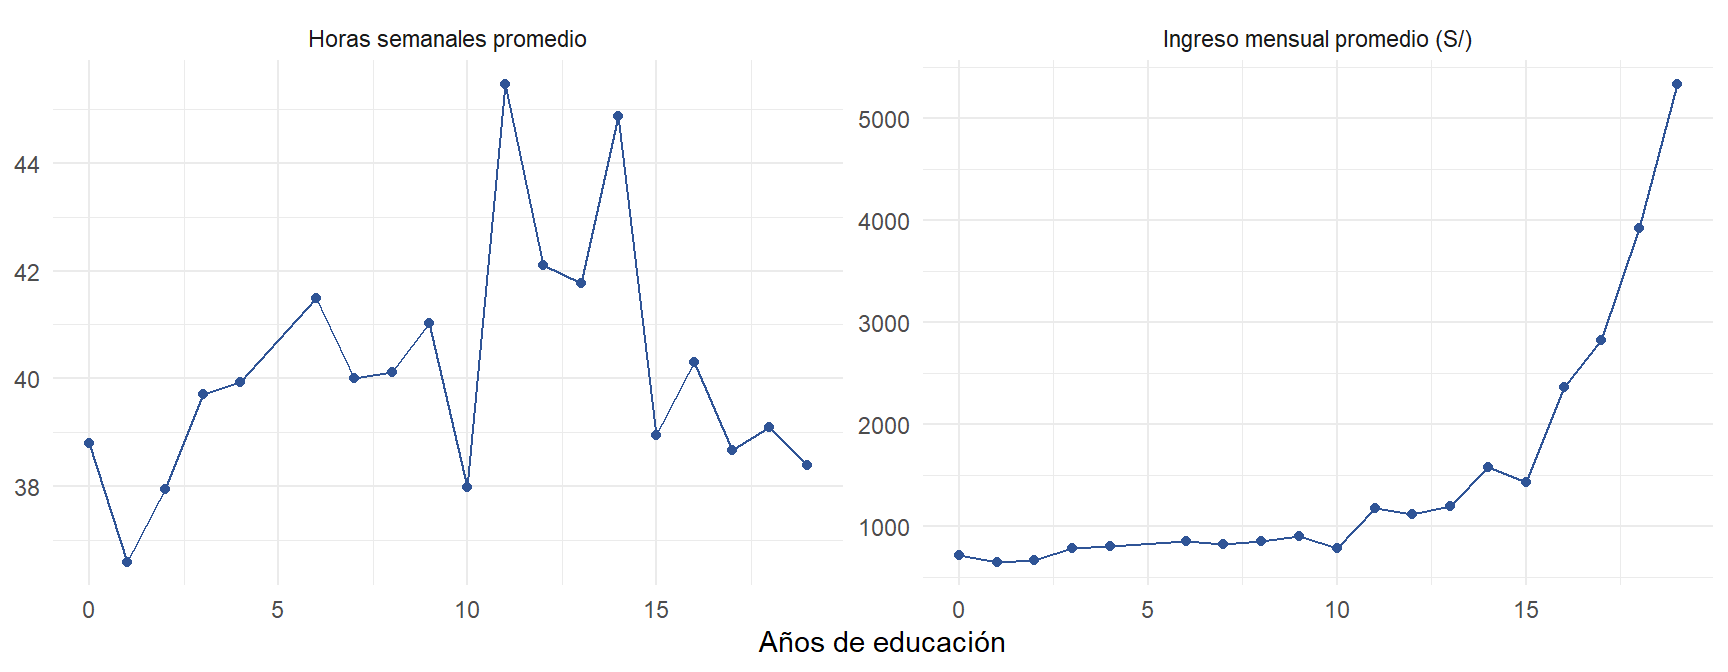 Horas semanales promedio
44
42
40
38
0 5 10 15
Ingreso mensual promedio (S/)
5000
4000
3000
2000
1000
0 5 10 15
Años de educación